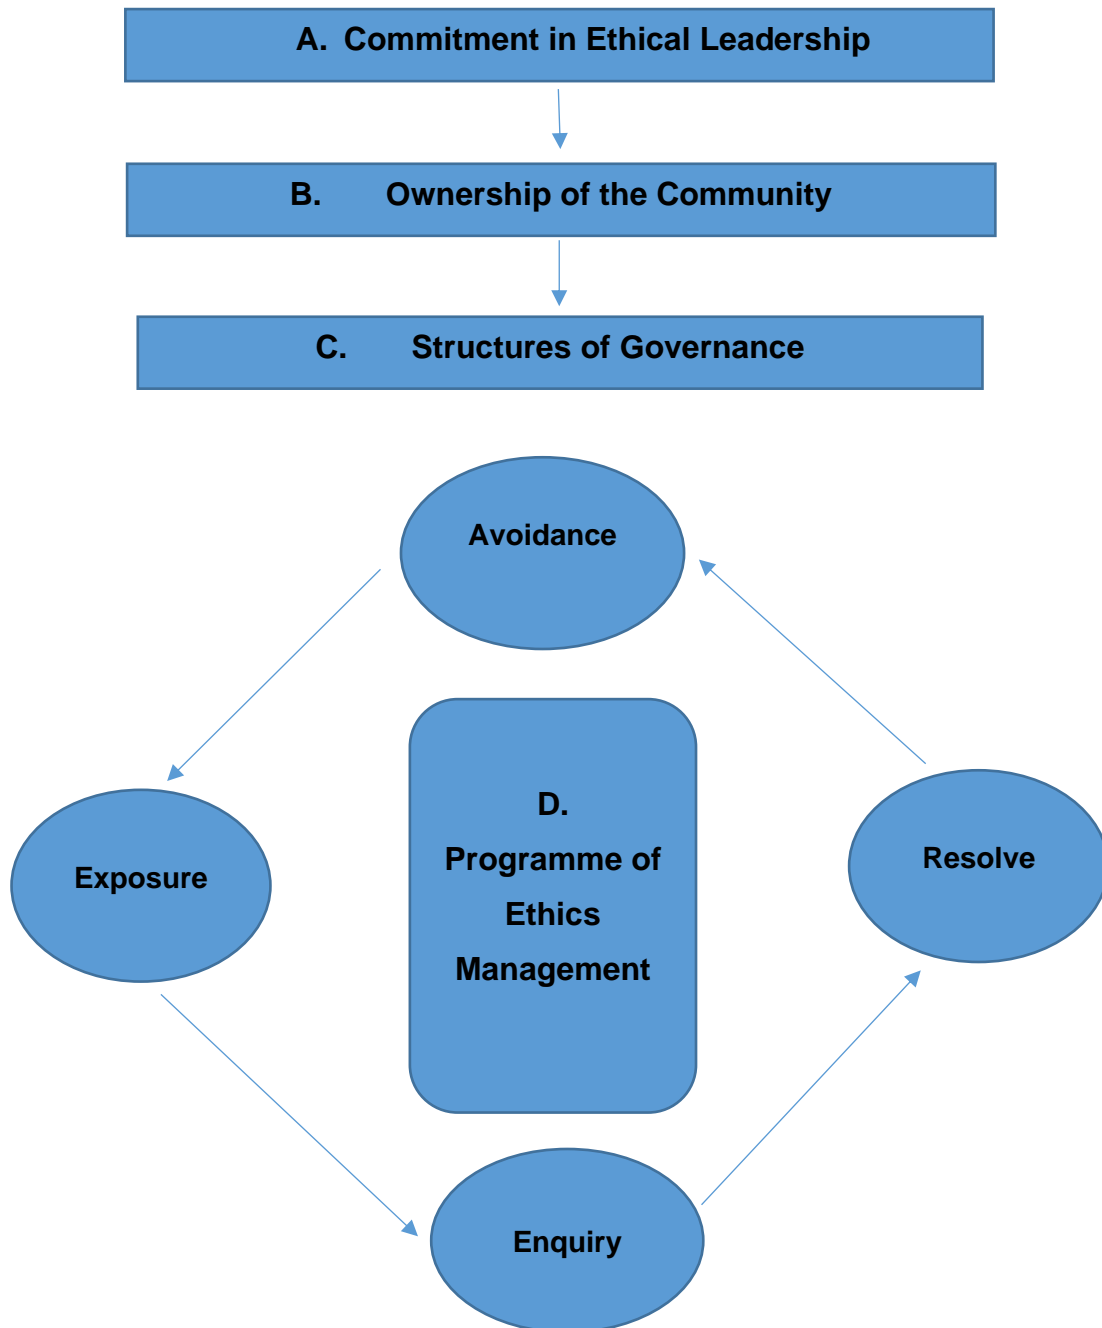 A. Commitment in Ethical Leadership
B. Ownership of the Community
C. Structures of Governance
Avoidance
D.
Programme of
Ethics
Management
Exposure
Resolve
Enquiry